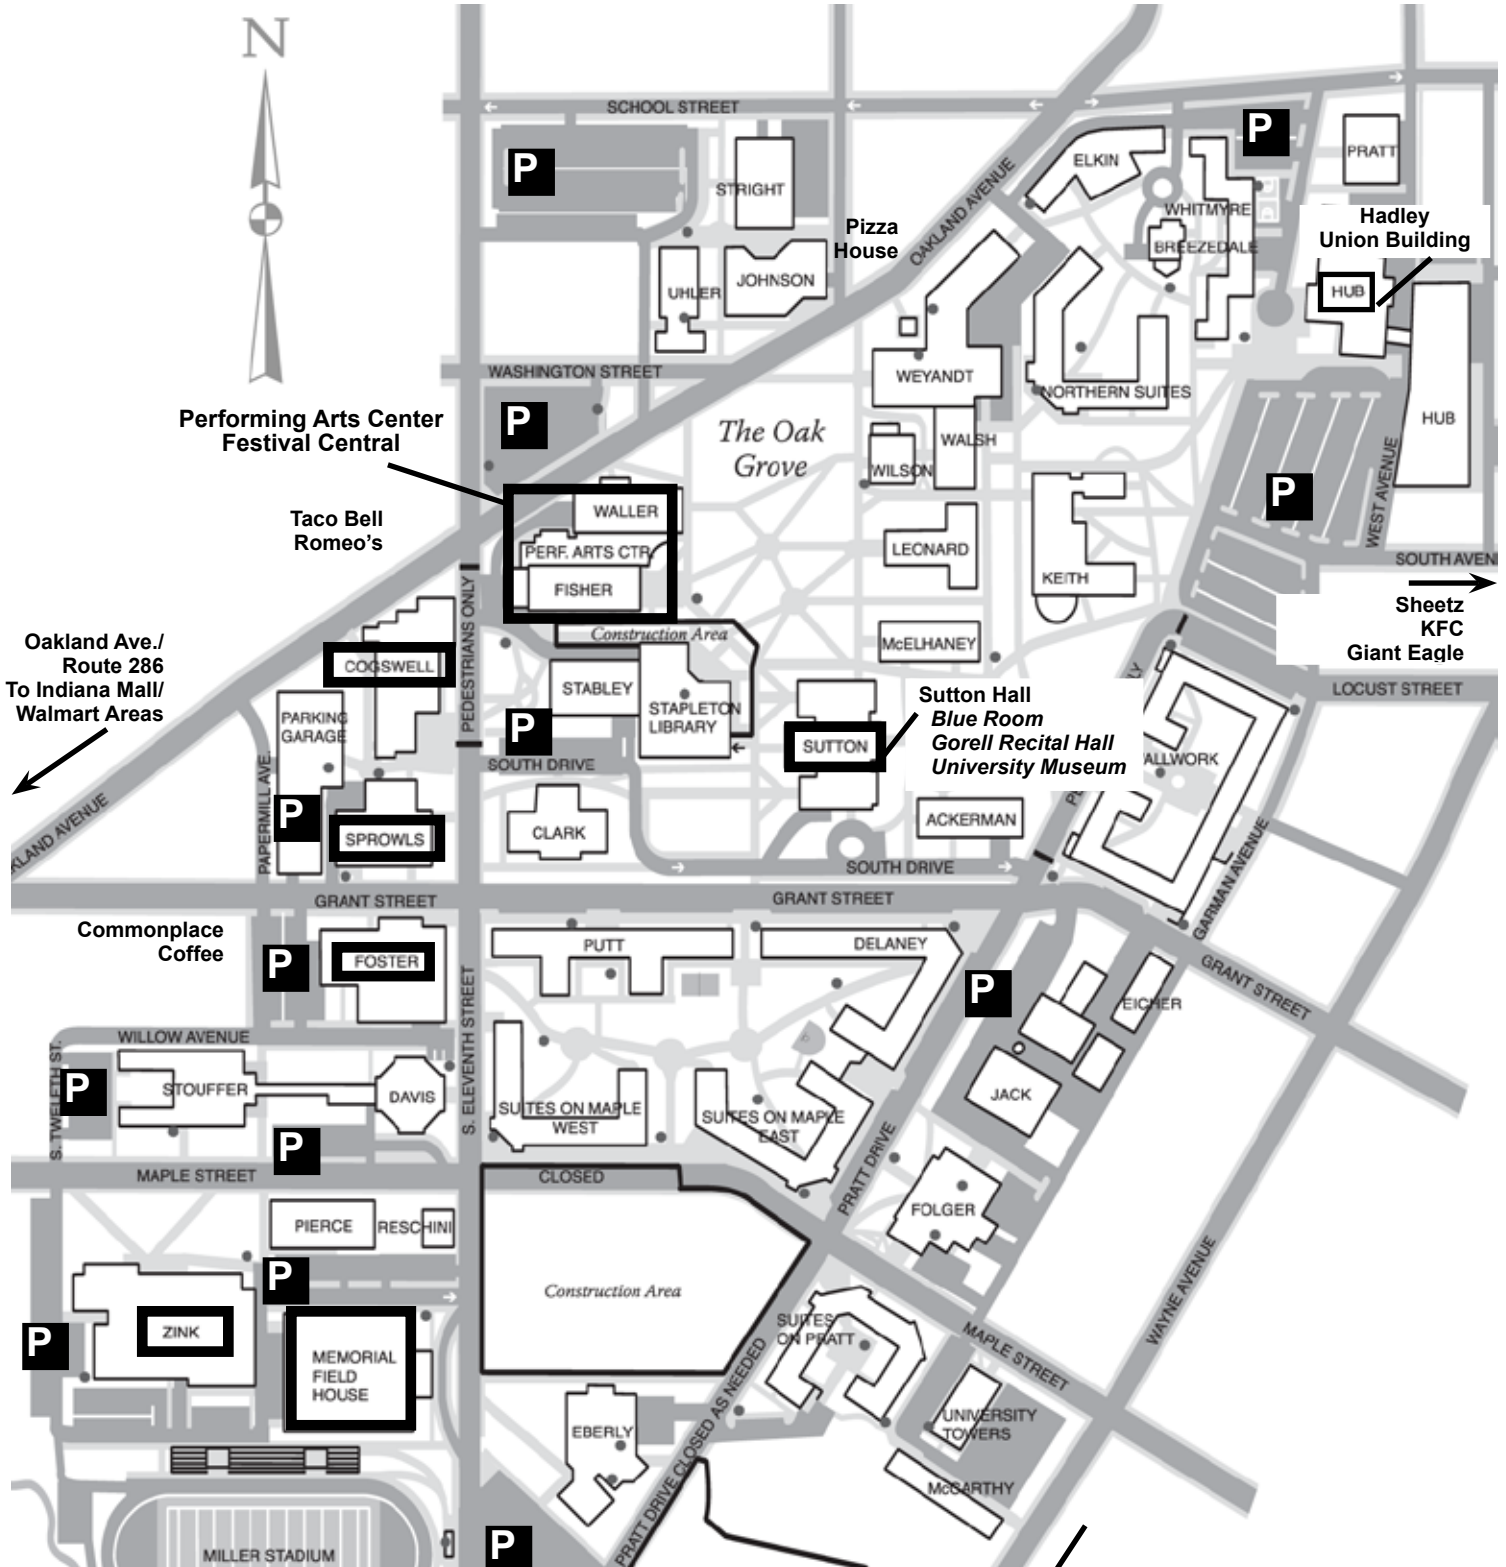 N
SCHOOL STREET
P
STRIGHT
Pizza
House
OAKLAND AVENUE
ELKIN
P
PRATT
WHITMYRE
BREEZEDALE
Hadley
Union Building
HUB
UHLER
JOHNSON
WASHINGTON STREET
WEYANDT
NORTHERN SUITES
HUB
Performing Arts Center
Festival Central
P
The Oak
Grove
WALSH
WILSON
P
WEST AVENUE
Taco Bell
Romeo's
WALLER
PERF. ARTS CTR.
FISHER
LEONARD
KEITH
SOUTH AVEN
Sheetz
KFC
Giant Eagle
PEDESTRIANS ONLY
Construction Area
McELHANEY
LY
Oakland Ave./
Route 286
To Indiana Mall/
Walmart Areas
COGSWELL
STABLEY
STAPLETON
LIBRARY
LOCUST STREET
PARKING
GARAGE
P
SUTTON
Sutton Hall
Blue Room
Gorell Recital Hall
University Museum
ALLWORK
PE
SOUTH DRIVE
PAPERMILL AVE.
P
SPROWLS
CLARK
ACKERMAN
KLAND AVENUE
SOUTH DRIVE
GARMAN AVENUE
GRANT STREET
GRANT STREET
Commonplace
Coffee
P
FOSTER
PUTT
DELANEY
P
GRANT STREET
EICHER
S. ELEVENTH STREET
WILLOW AVENUE
S. TWELFTH ST.
P
STOUFFER
DAVIS
JACK
SUITES ON MAPLE
WEST
SUITES ON MAPLE
EAST
P
MAPLE STREET
CLOSED
PRATT DRIVE
PIERCE
RESCHINI
FOLGER
P
Construction Area
WAYNE AVENUE
P
ZINK
MEMORIAL
FIELD
HOUSE
SUITES
ON PRATT
MAPLE STREET
EBERLY
PRATT DRIVE CLOSED AS NEEDED
UNIVERSITY
TOWERS
McCARTHY
P
MILLER STADIUM